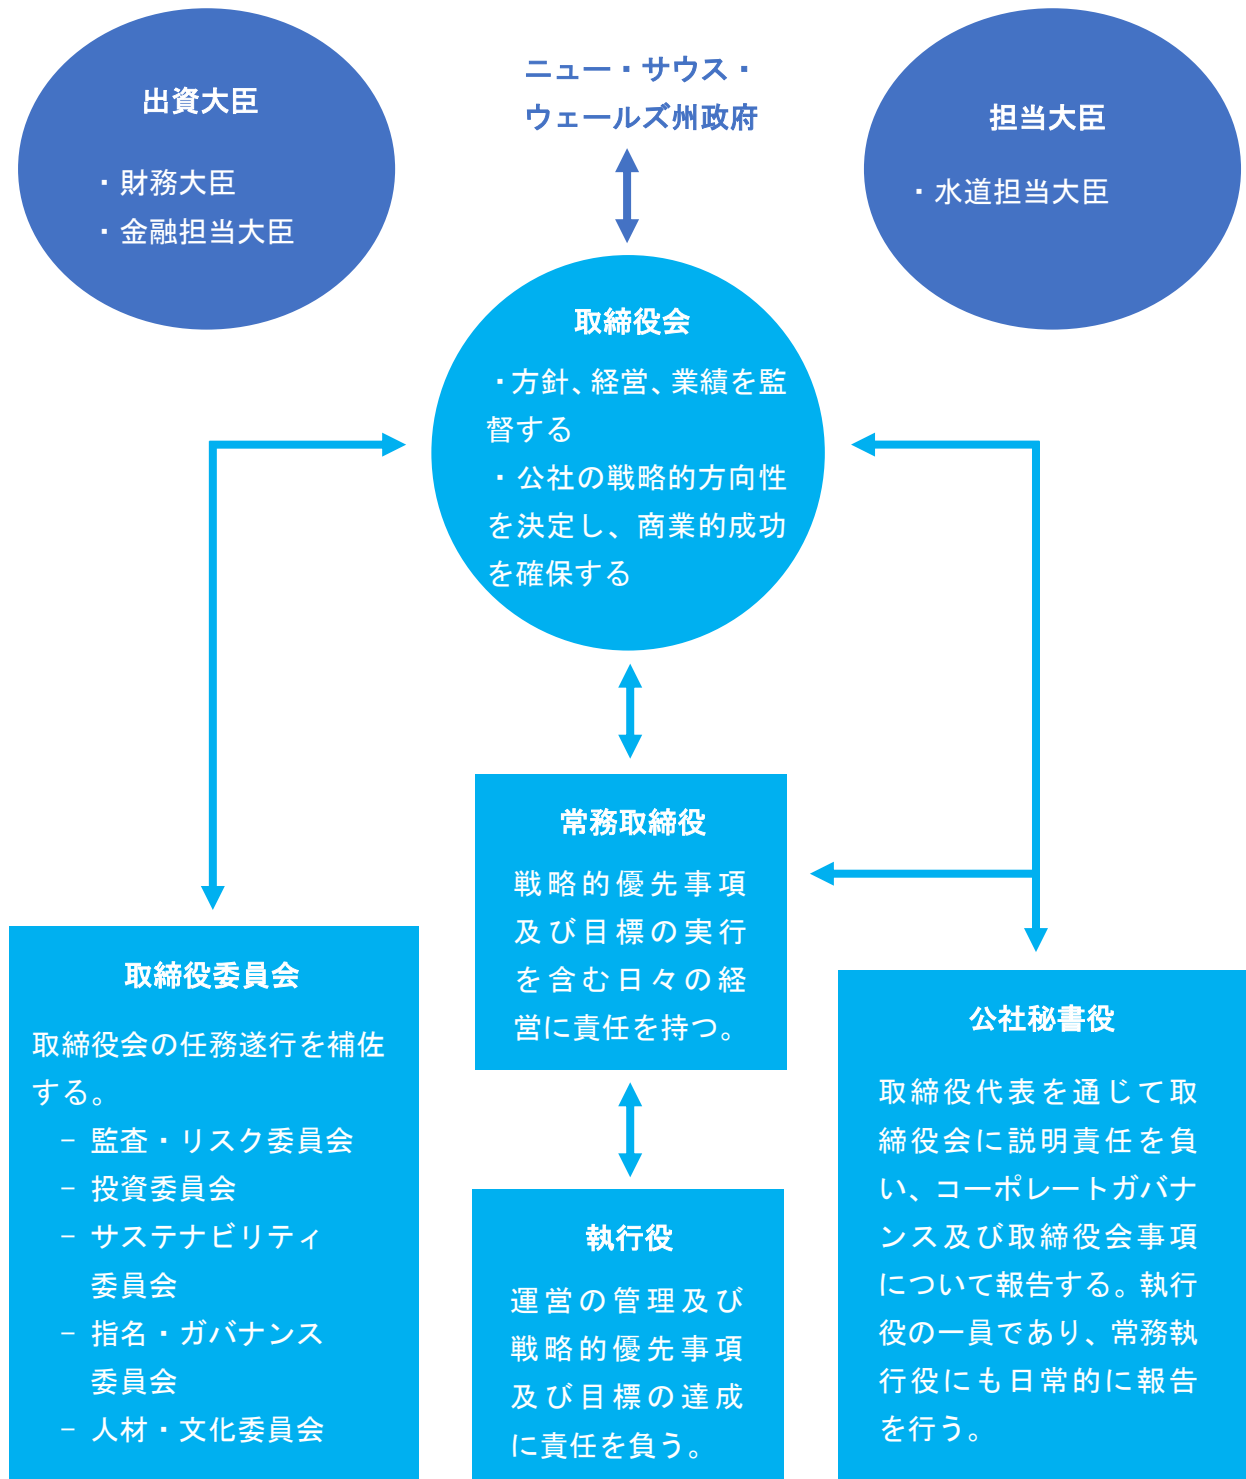 出資大臣
・財務大臣
・金融担当大臣
ニュー・サウス・
ウェールズ州政府
担当大臣
・水道担当大臣
取締役会
・方針、経営、業績を監
督する
・公社の戦略的方向性
を決定し、商業的成功
を確保する
常務取締役
戦略的優先事項
及び目標の実行
を含む日々の経
営に責任を持つ。
取締役委員会
取締役会の任務遂行を補佐
する。
－ 監査・リスク委員会
－ 投資委員会
－ サステナビリティ
委員会
－ 指名・ガバナンス
委員会
－ 人材・文化委員会
執行役
運営の管理及び
戦略的優先事項
及び目標の達成
に責任を負う。
公社秘書役
取締役代表を通じて取
締役会に説明責任を負
い、コーポレートガバナ
ンス及び取締役会事項
について報告する。執行
役の一員であり、常務執
行役にも日常的に報告
を行う。